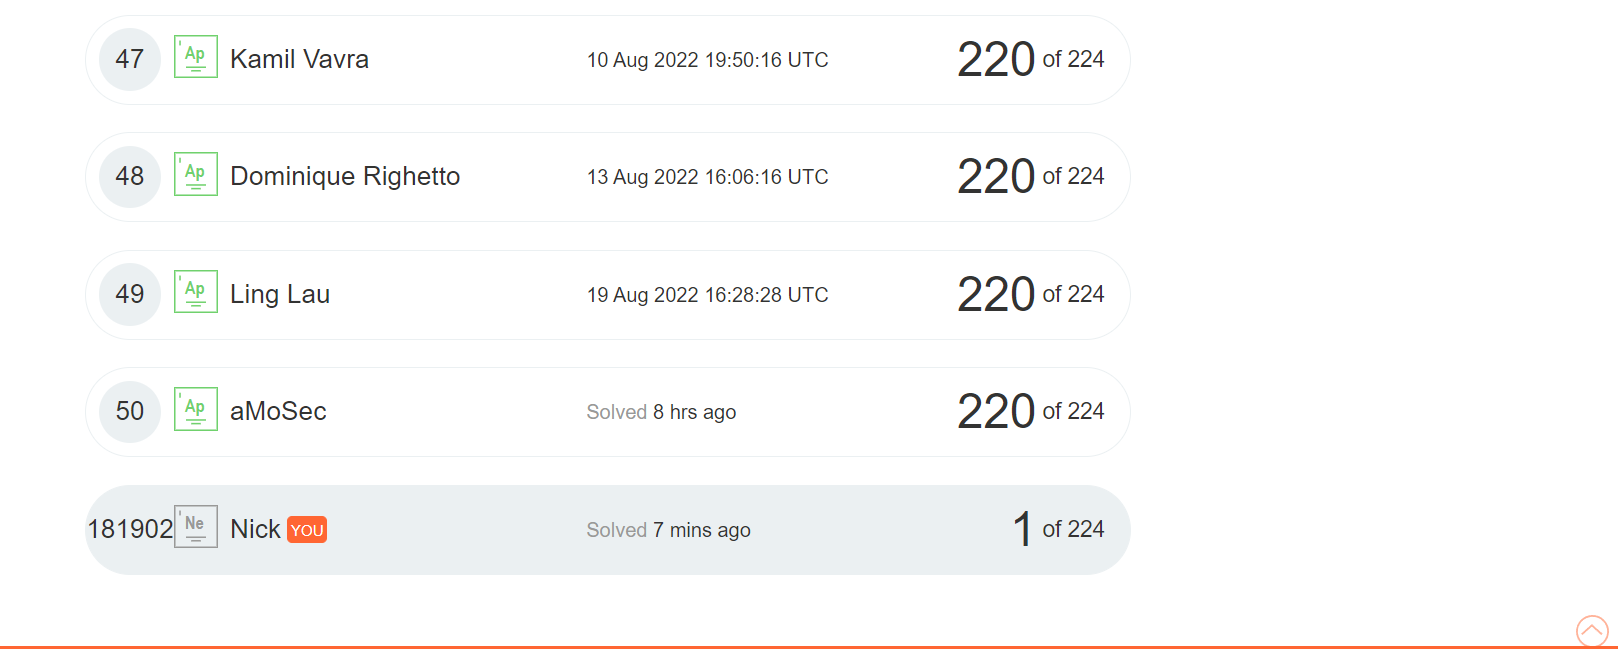 47 Ap Kamil Vavra 10 Aug 2022 19:50:16 UTC 220 of 224
48 Ap Dominique Righetto 13 Aug 2022 16:06:16 UTC 220 of 224
49 Ap Ling Lau 19 Aug 2022 16:28:28 UTC 220 of 224
50 Ap aMoSec Solved 8 hrs ago 220 of 224
181902 Ne Nick YOU Solved 7 mins ago 1 of 224